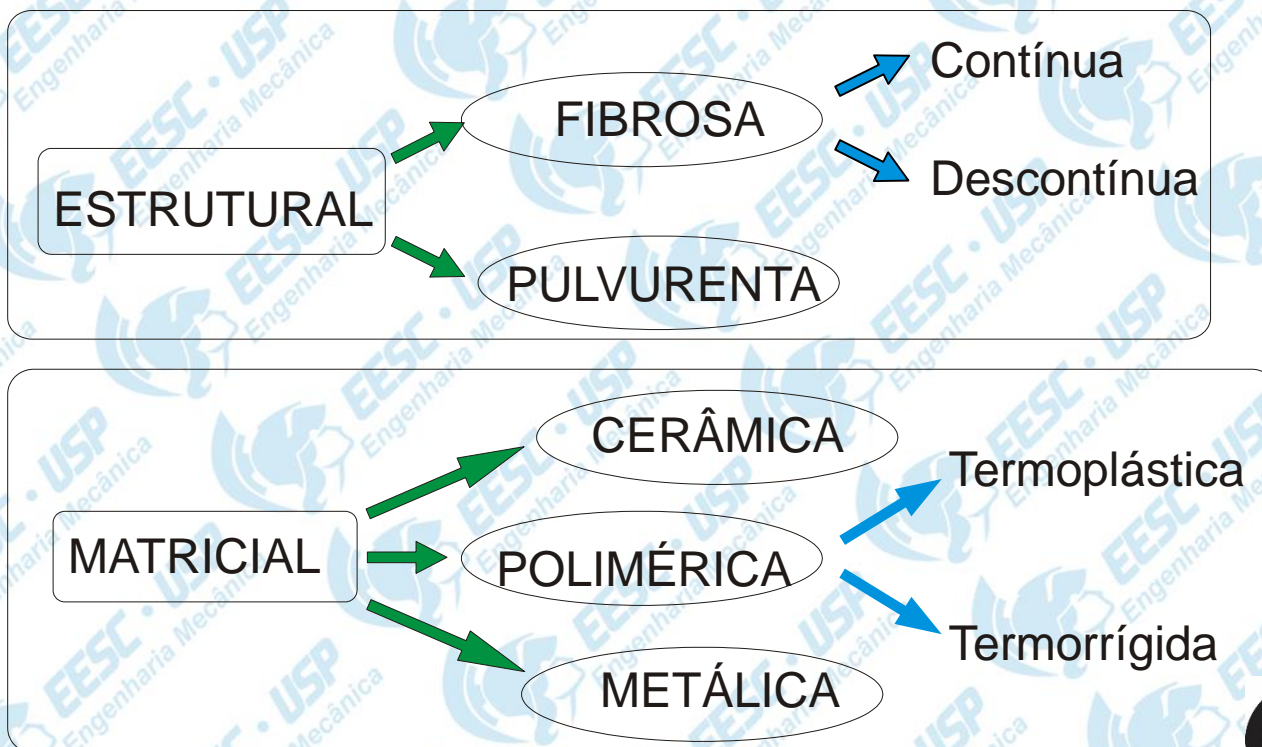 Contínua
FIBROSA
Descontínua
ESTRUTURAL
PULVURENTA
CERÂMICA
Termoplástica
MATRICIAL
POLIMÉRICA
Termorrígida
METÁLICA
EESC • USP
Engenharia Mecânica